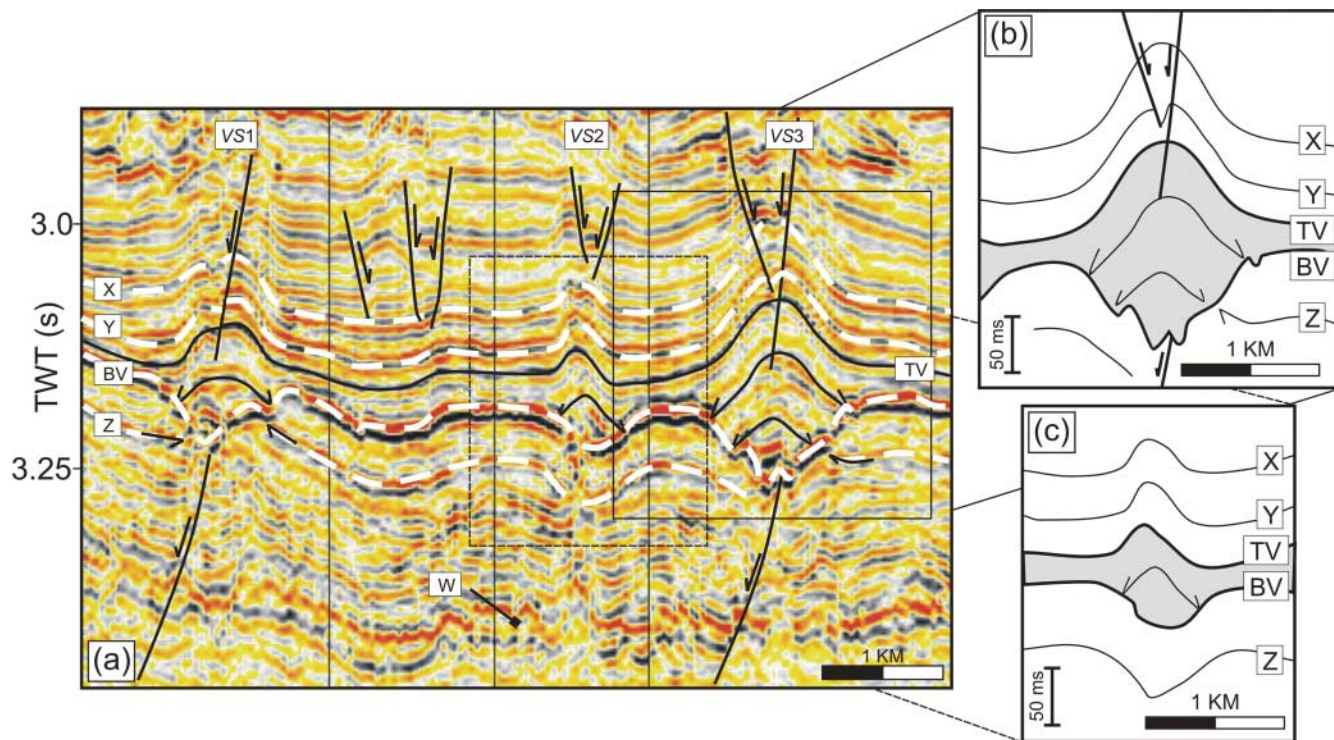 VS1
VS2
VS3
3.0
X
Y
BV
TV
Z
3.25
TWT (s)
W
(a)
1 KM
(b)
X
Y
TV
BV
Z
50 ms
1 KM
(c)
X
Y
TV
BV
Z
50 ms
1 KM